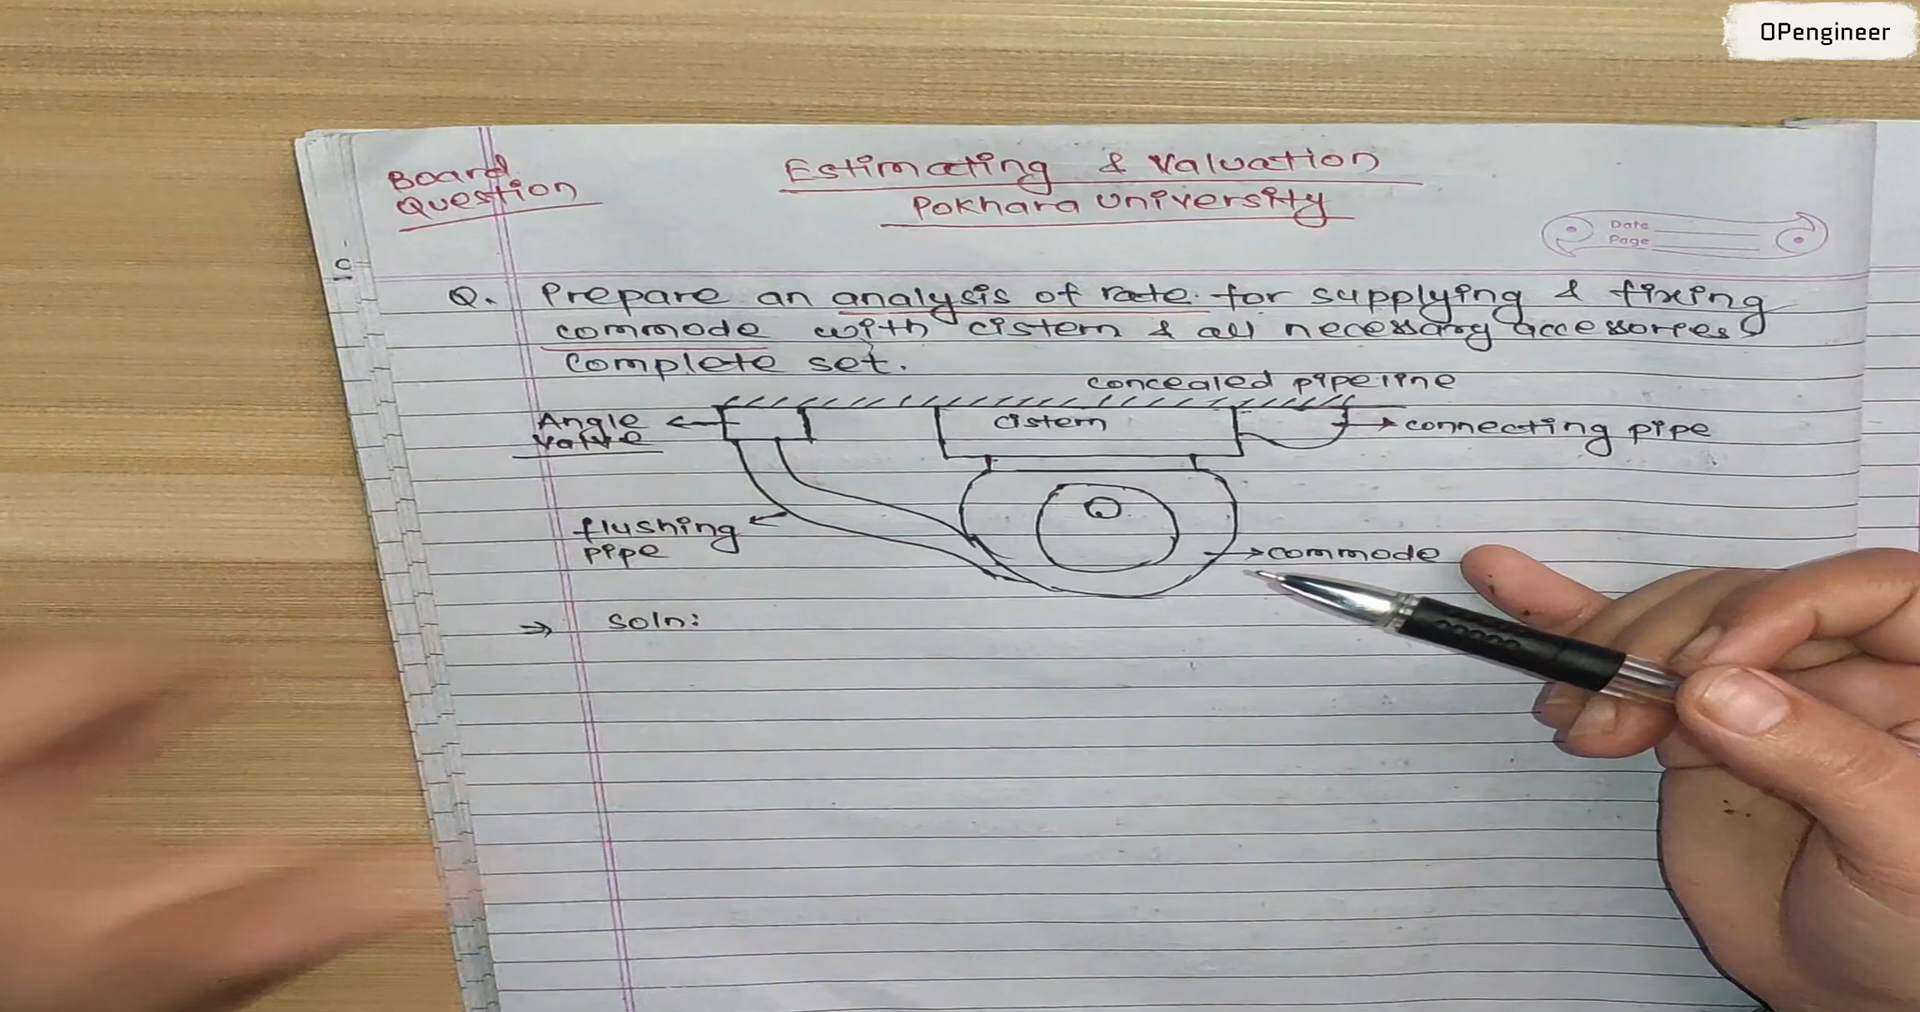 OPengineer
Board
Question
Estimating & Valuation
Pokhara University
Date
Page
C
Q. Prepare an analysis of rate. for supplying & fixing
commode with cistern & all necessary accessories
complete set.
concealed pipeline
Angle
valve
cistern
connecting pipe
flushing
pipe
commode
Soln: